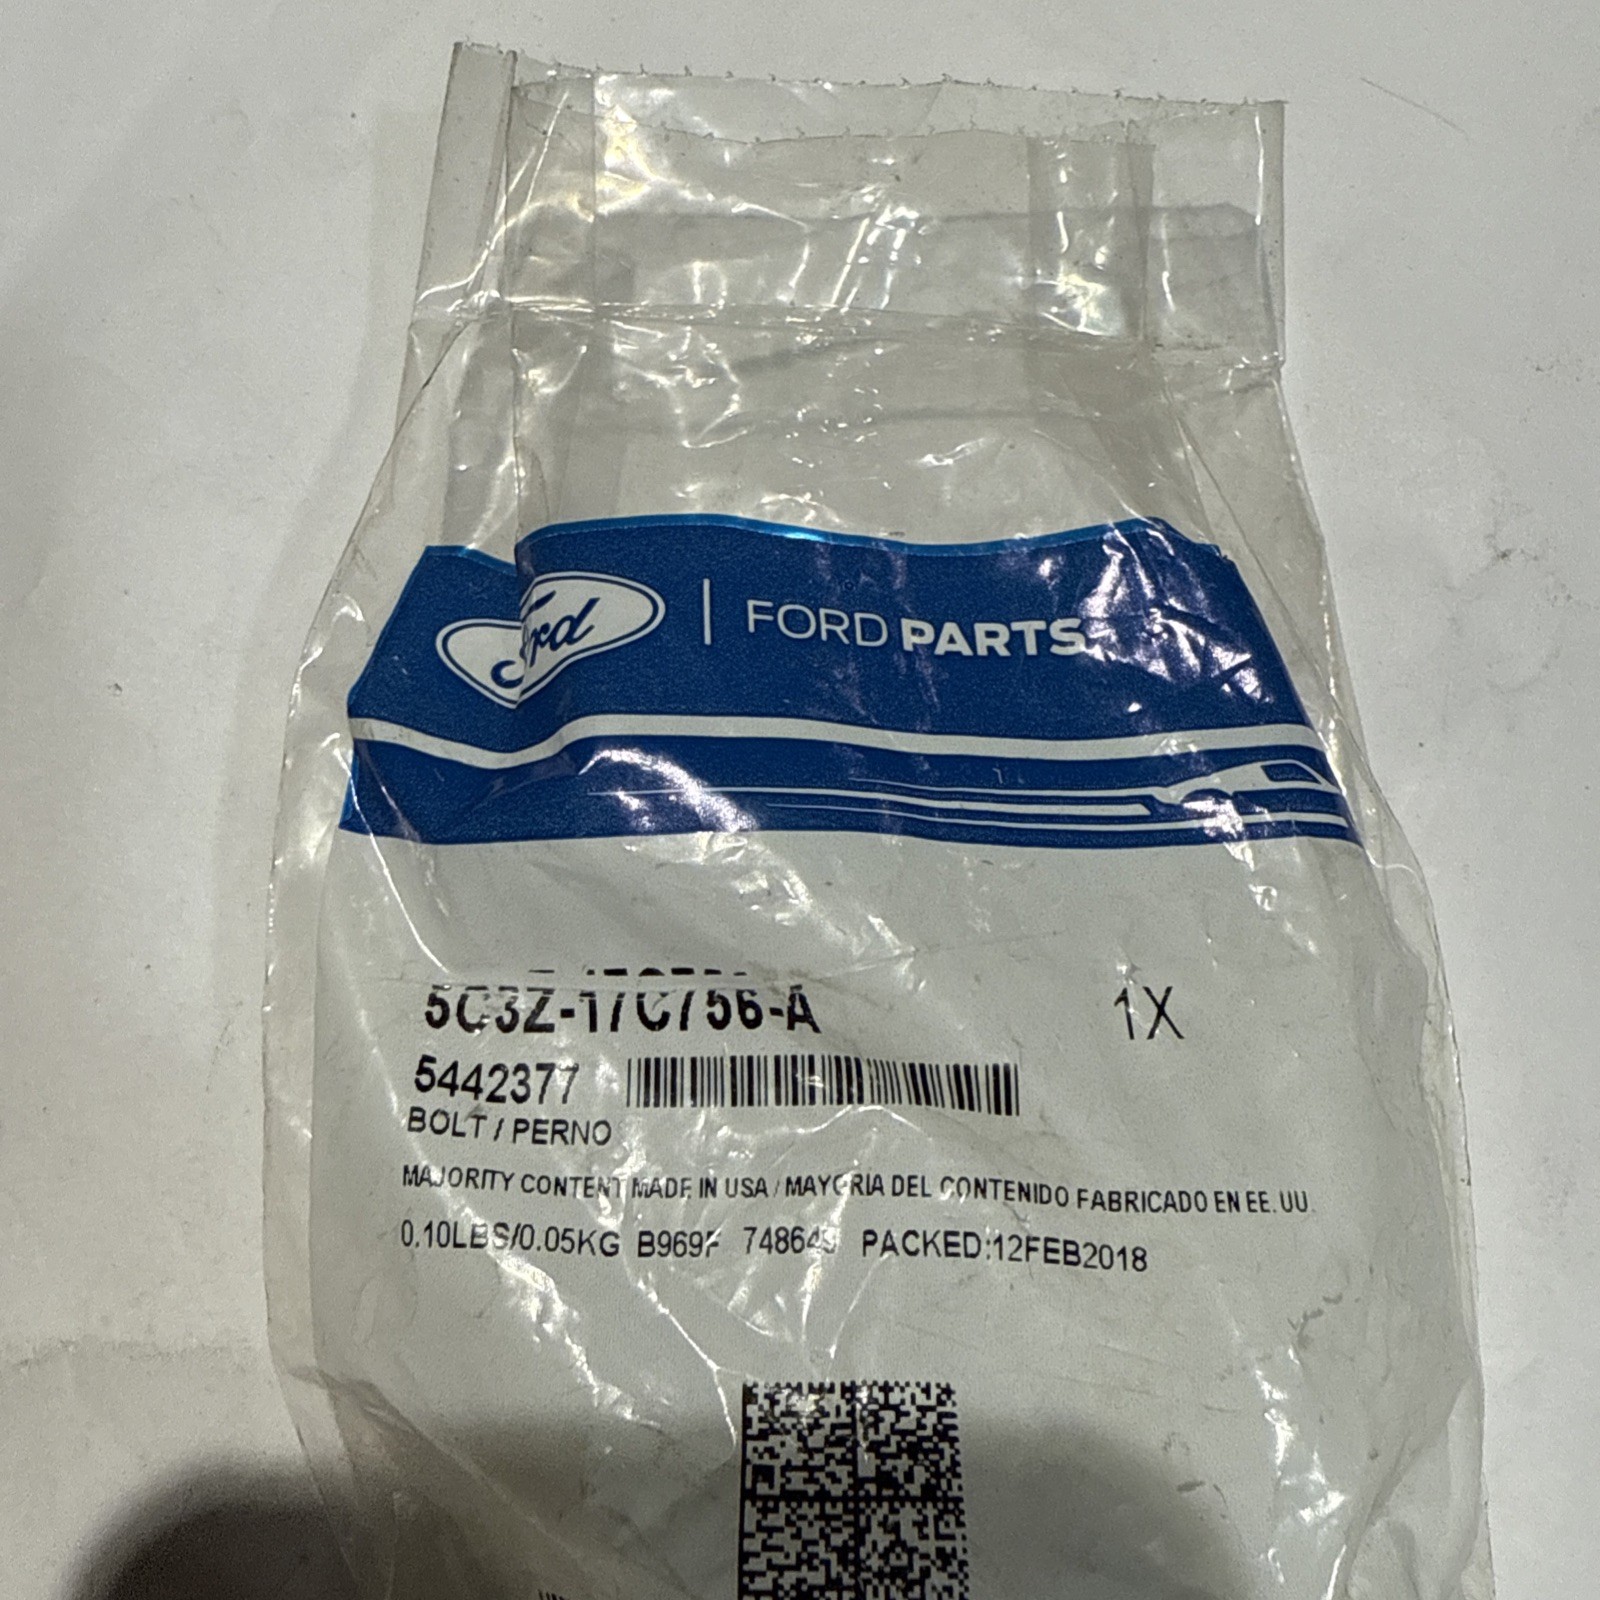 Ford | FORD PARTS
5C3Z-17C756-A 1X
5442377
BOLT / PERNO
MAJORITY CONTENT MADE IN USA / MAYORIA DEL CONTENIDO FABRICADO EN EE.UU.
0.10LBS/0.05KG B969F PACKED:12FEB2018